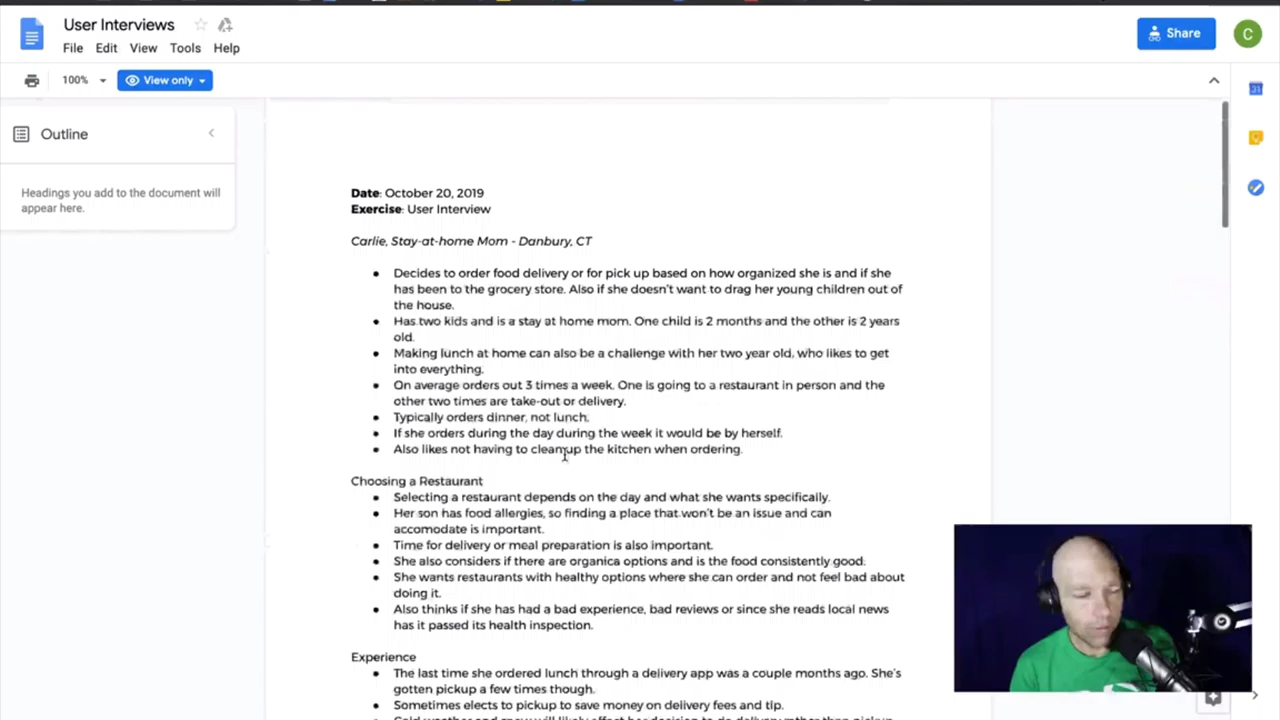 User Interviews
File Edit View Tools Help
Share
C
100%
View only
31
Outline
Headings you add to the document will
appear here.
Date: October 20, 2019
Exercise: User Interview
Carlie, Stay-at-home Mom - Danbury, CT
• Decides to order food delivery or for pick up based on how organized she is and if she
has been to the grocery store. Also if she doesn't want to drag her young children out of
the house.
• Has two kids and is a stay at home mom. One child is 2 months and the other is 2 years
old.
• Making lunch at home can also be a challenge with her two year old, who likes to get
into everything.
• On average orders out 3 times a week. One is going to a restaurant in person and the
other two times are take-out or delivery.
• Typically orders dinner, not lunch.
• If she orders during the day during the week it would be by herself.
• Also likes not having to cleanup the kitchen when ordering.
Choosing a Restaurant
• Selecting a restaurant depends on the day and what she wants specifically.
• Her son has food allergies, so finding a place that won't be an issue and can
accomodate is important.
• Time for delivery or meal preparation is also important.
• She also considers if there are organica options and is the food consistently good.
• She wants restaurants with healthy options where she can order and not feel bad about
doing it.
• Also thinks if she has had a bad experience, bad reviews or since she reads local news
has it passed its health inspection.
Experience
• The last time she ordered lunch through a delivery app was a couple months ago. She's
gotten pickup a few times though.
• Sometimes elects to pickup to save money on delivery fees and tip.